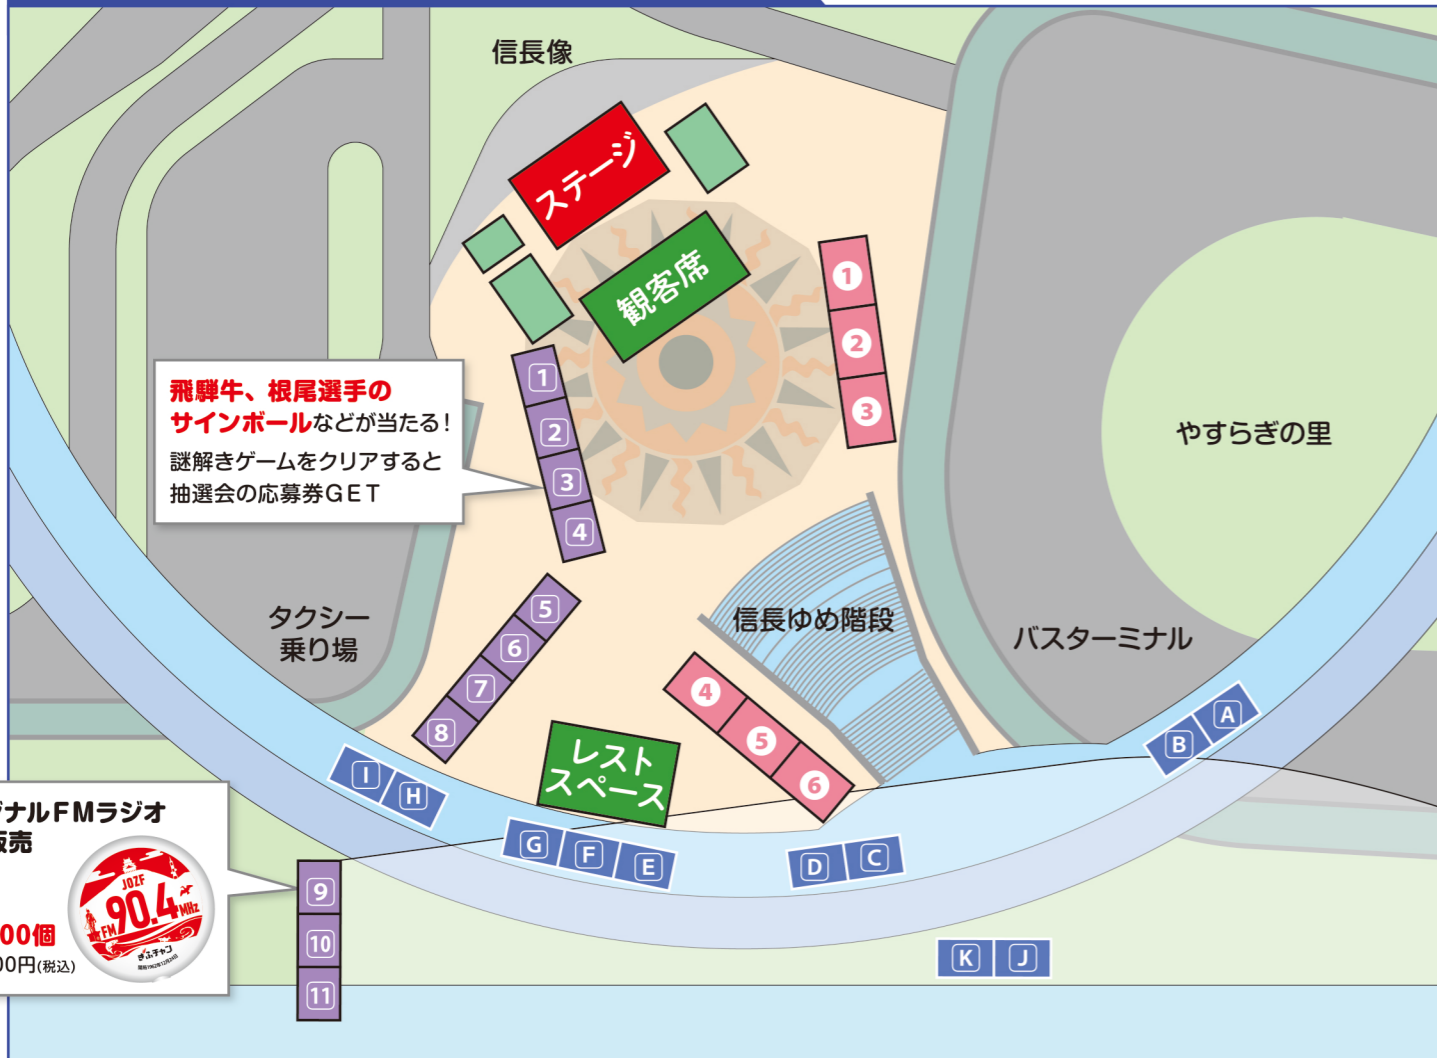 信長像
ステージ
観客席
1
2
3
飛騨牛、根尾選手の
サインボールなどが当たる!
謎解きゲームをクリアすると
抽選会の応募券GET
1
2
3
4
やすらぎの里
タクシー
乗り場
信長ゆめ階段
バスターミナル
5
6
7
8
4
5
6
レスト
スペース
A
B
I
H
G
F
E
D
C
K
J
ナルFMラジオ
売
00個
00円(税込)
JOZF
FM 90.4 MHz
ぎふチャン
9
10
11